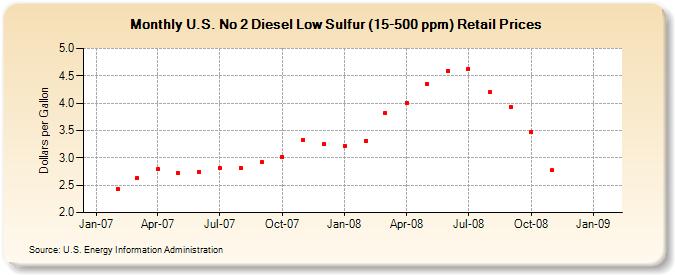 Monthly U.S. No 2 Diesel Low Sulfur (15-500 ppm) Retail Prices
Dollars per Gallon
5.0
4.5
4.0
3.5
3.0
2.5
2.0
Jan-07 Apr-07 Jul-07 Oct-07 Jan-08 Apr-08 Jul-08 Oct-08 Jan-09
Source: U.S. Energy Information Administration